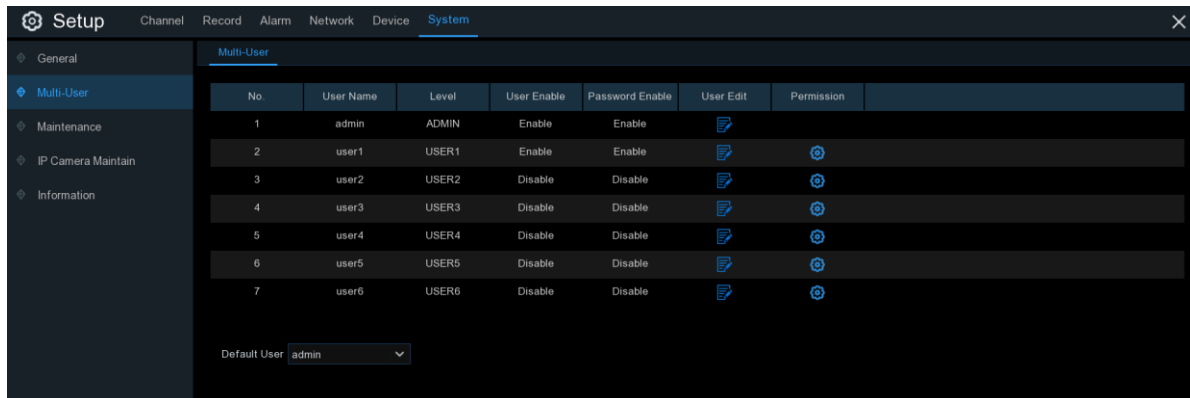 Setup Channel Record Alarm Network Device System
General
Multi-User
Maintenance
IP Camera Maintain
Information
Multi-User
No. User Name Level User Enable Password Enable User Edit Permission
1 admin ADMIN Enable Enable
2 user1 USER1 Enable Enable
3 user2 USER2 Disable Disable
4 user3 USER3 Disable Disable
5 user4 USER4 Disable Disable
6 user5 USER5 Disable Disable
7 user6 USER6 Disable Disable
Default User admin